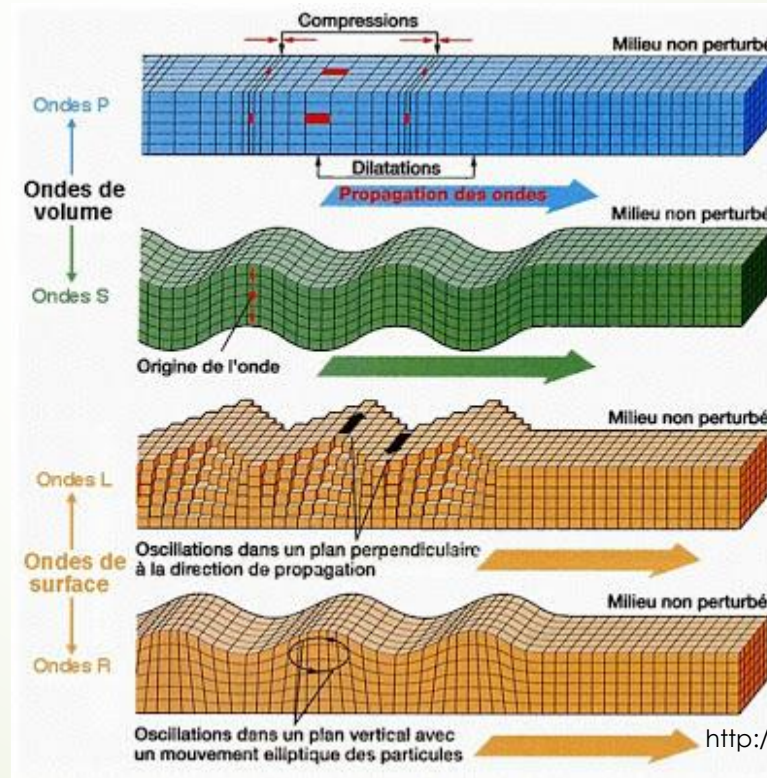 Compressions
Milieu non perturbé
Ondes P
Dilatations
Ondes de
volume
Propagation des ondes
Milieu non perturbé
Ondes S
Origine de l'onde
Milieu non perturbé
Ondes L
Oscillations dans un plan perpendiculaire
à la direction de propagation
Ondes de
surface
Milieu non perturbé
Ondes R
Oscillations dans un plan vertical avec
un mouvement elliptique des particules
http:/